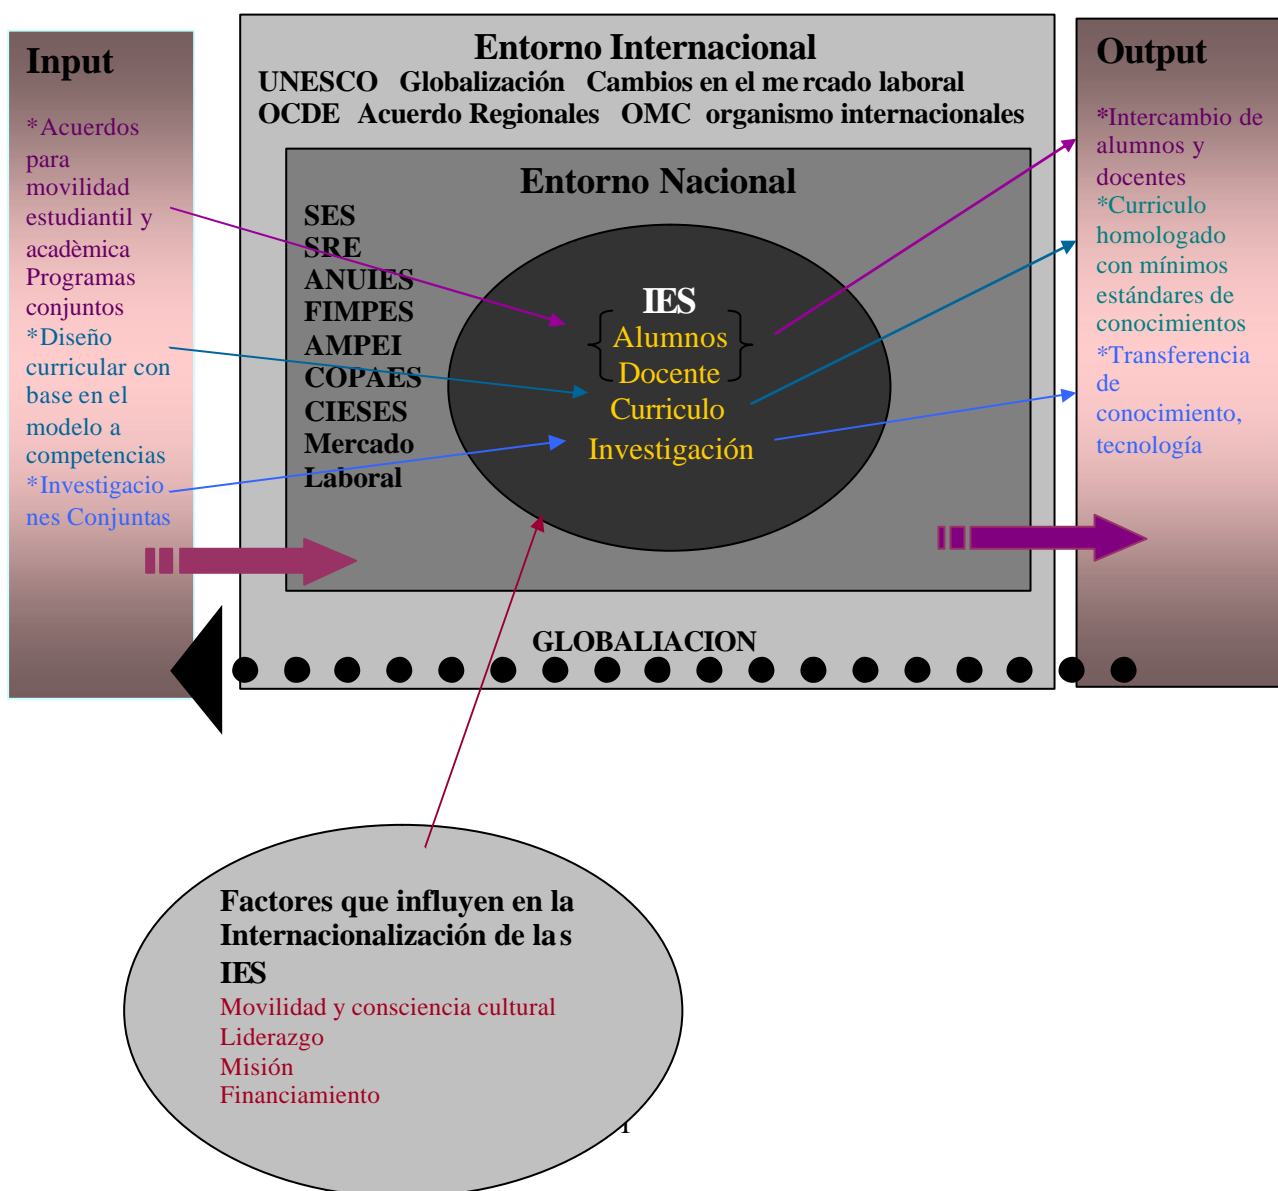 Input
*Acuerdos
para
movilidad
estudiantil y
acadèmica
Programas
conjuntos
*Diseño
curricular con
base en el
modelo a
competencias
*Investigacio
nes Conjuntas
Entorno Internacional
UNESCO Globalización Cambios en el mercado laboral
OCDE Acuerdo Regionales OMC organismo internacionales
Entorno Nacional
SES
SRE
ANUIES
FIMPES
AMPEI
COPAES
CIESES
Mercado
Laboral
IES
Alumnos
Docente
Curriculo
Investigación
GLOBALIACION
Output
*Intercambio de
alumnos y
docentes
*Curriculo
homologado
con mínimos
estándares de
conocimientos
*Transferencia
de
conocimiento,
tecnología
Factores que influyen en la
Internacionalización de las
IES
Movilidad y consciencia cultural
Liderazgo
Misión
Financiamiento